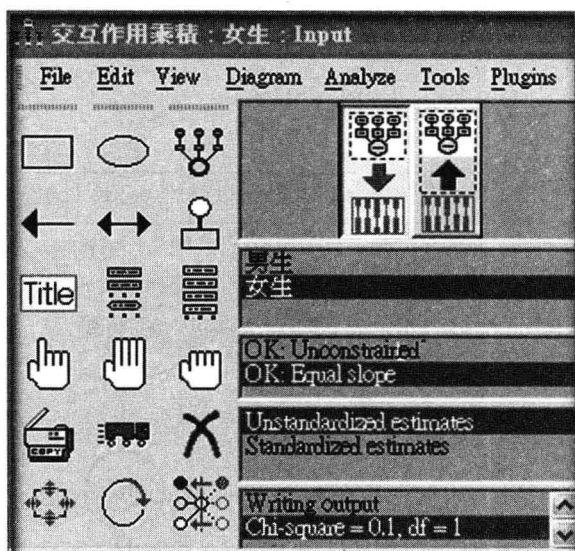 交互作用乘積 : 女生 : Input
File Edit View Diagram Analyze Tools Plugins
Title
COPY
男生
女生
OK: Unconstrained
OK: Equal slope
Unstandardized estimates
Standardized estimates
Writing output
Chi-square = 0.1, df = 1